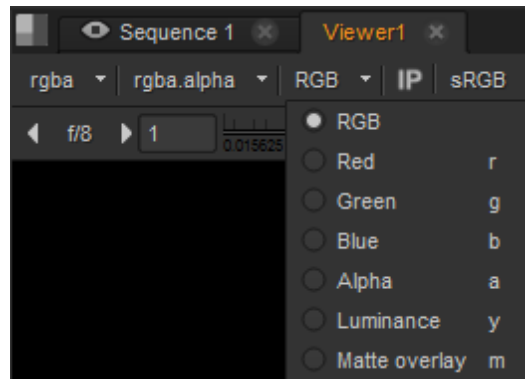 Sequence 1 Viewer1
rgba rgba.alpha RGB IP sRGB
f/8 1 0.015625
RGB
Red r
Green g
Blue b
Alpha a
Luminance y
Matte overlay m